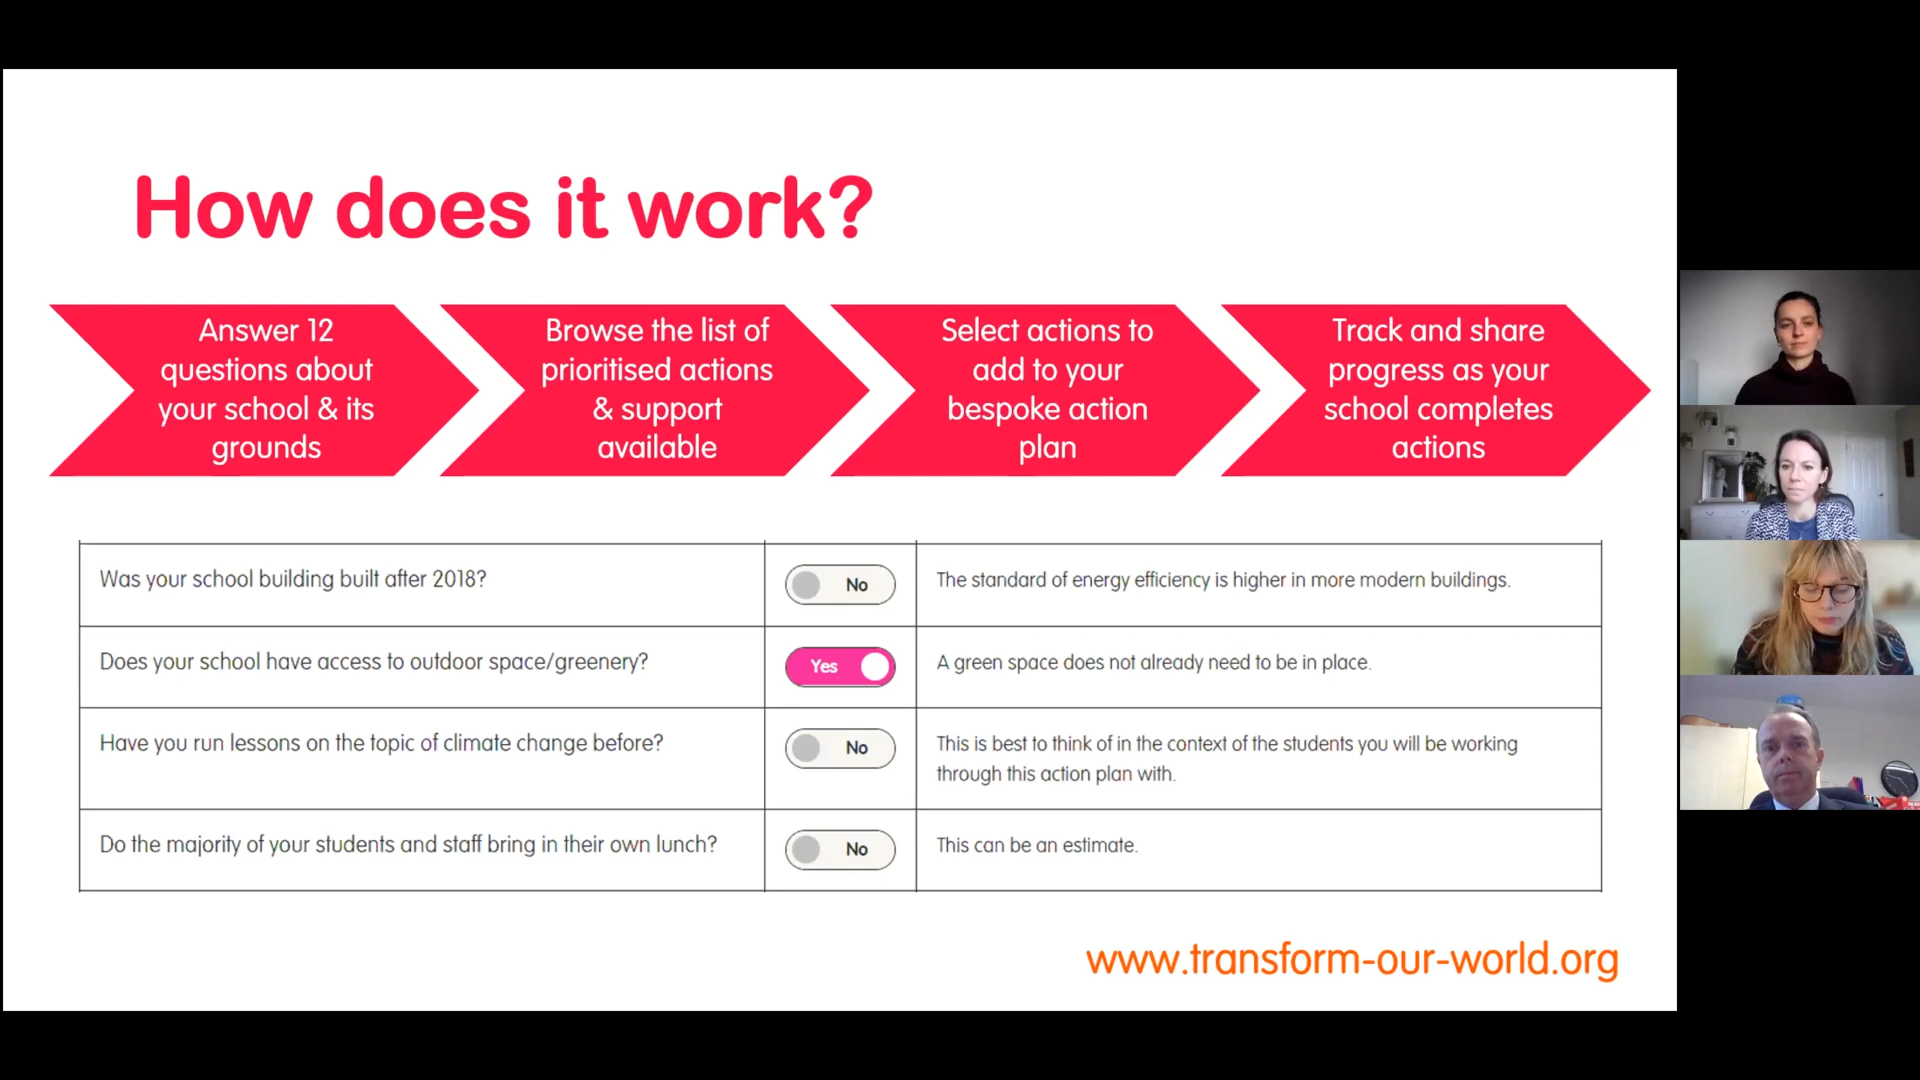 How does it work?
Answer 12
questions about
your school & its
grounds
Browse the list of
prioritised actions
& support
available
Select actions to
add to your
bespoke action
plan
Track and share
progress as your
school completes
actions
Was your school building built after 2018?
No
The standard of energy efficiency is higher in more modern buildings.
Does your school have access to outdoor space/greenery?
Yes
A green space does not already need to be in place.
Have you run lessons on the topic of climate change before?
No
This is best to think of in the context of the students you will be working
through this action plan with.
Do the majority of your students and staff bring in their own lunch?
No
This can be an estimate.
www.transform-our-world.org